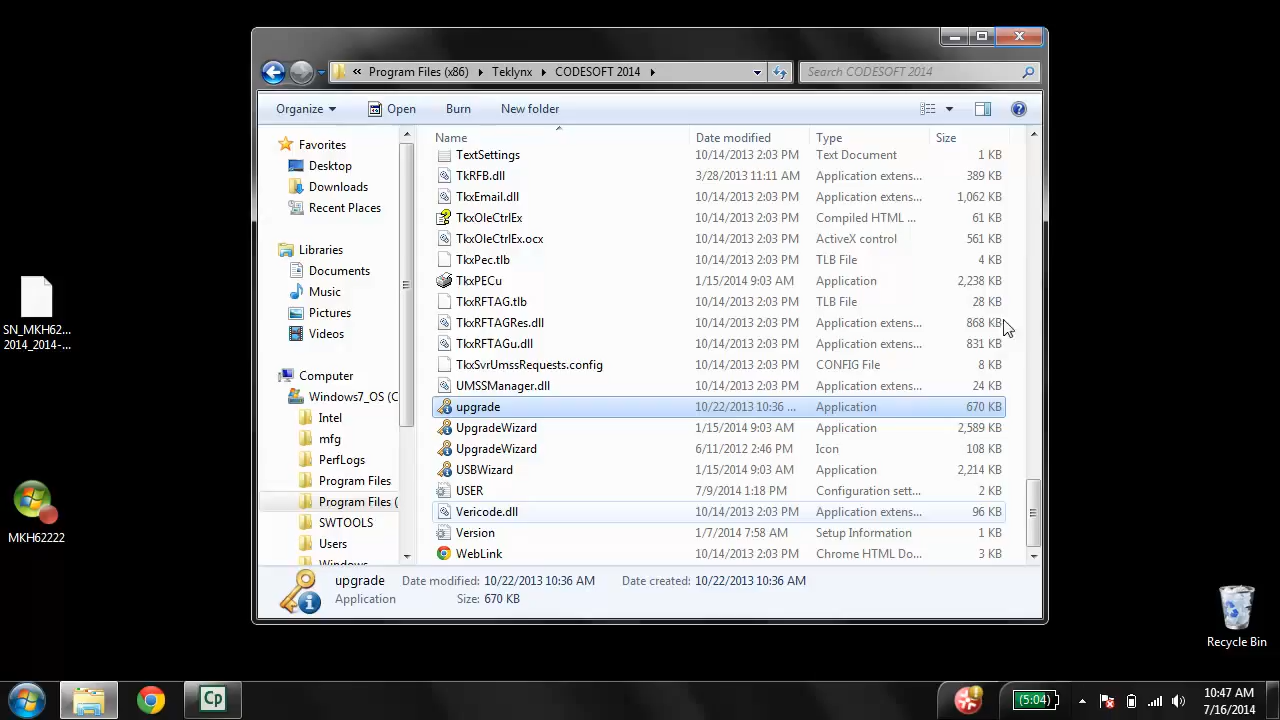 « Program Files (x86) Teklynx CODESOFT 2014
Search CODESOFT 2014
Organize Open Burn New folder
Favorites
Desktop
Downloads
Recent Places
Libraries
Documents
Music
Pictures
Videos
Computer
Windows7_OS (C
Intel
mfg
PerfLogs
Program Files
Program Files (
SWTOOLS
Users
Windows
Name Date modified Type Size
TextSettings 10/14/2013 2:03 PM Text Document 1 KB
TkRFB.dll 3/28/2013 11:11 AM Application extens... 389 KB
TkxEmail.dll 10/14/2013 2:03 PM Application extens... 1,062 KB
TkxOleCtrlEx 10/14/2013 2:03 PM Compiled HTML ... 61 KB
TkxOleCtrlEx.ocx 10/14/2013 2:03 PM ActiveX control 561 KB
TkxPec.tlb 10/14/2013 2:03 PM TLB File 4 KB
TkxPECu 1/15/2014 9:03 AM Application 2,238 KB
TkxRFTAG.tlb 10/14/2013 2:03 PM TLB File 28 KB
TkxRFTAGRes.dll 10/14/2013 2:03 PM Application extens... 868 KB
TkxRFTAGu.dll 10/14/2013 2:03 PM Application extens... 831 KB
TkxSvrUmssRequests.config 10/14/2013 2:03 PM CONFIG File 8 KB
UMSSManager.dll 10/14/2013 2:03 PM Application extens... 24 KB
upgrade 10/22/2013 10:36 ... Application 670 KB
UpgradeWizard 1/15/2014 9:03 AM Application 2,589 KB
UpgradeWizard 6/11/2012 2:46 PM Icon 108 KB
USBWizard 1/15/2014 9:03 AM Application 2,214 KB
USER 7/9/2014 1:18 PM Configuration sett... 2 KB
Vericode.dll 10/14/2013 2:03 PM Application extens... 96 KB
Version 1/7/2014 7:58 AM Setup Information 1 KB
WebLink 10/14/2013 2:03 PM Chrome HTML Do... 3 KB
upgrade Date modified: 10/22/2013 10:36 AM Date created: 10/22/2013 10:36 AM
Application Size: 670 KB
SN_MKH62...
2014_2014-...
MKH62222
Recycle Bin
Cp
(5:04)
10:47 AM
7/16/2014